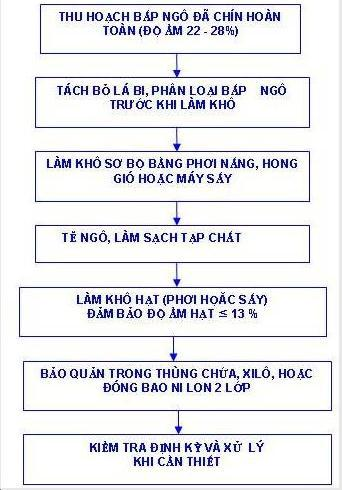 THU HOẠCH BẮP NGÔ ĐÃ CHÍN HOÀN
TOÀN (ĐỘ ẨM 22 - 28%)
TÁCH BỎ LÁ BI, PHÂN LOẠI BẮP NGÔ
TRƯỚC KHI LÀM KHÔ
LÀM KHÔ SƠ BỘ BẰNG PHƠI NẮNG, HONG
GIÓ HOẶC MÁY SẤY
TẼ NGÔ, LÀM SẠCH TẠP CHẤT
LÀM KHÔ HẠT (PHƠI HOẶC SẤY)
ĐẢM BẢO ĐỘ ẨM HẠT ≤ 13 %
BẢO QUẢN TRONG THÙNG CHỨA, XILÔ, HOẶC
ĐÓNG BAO NI LON 2 LỚP
KIỂM TRA ĐỊNH KỲ VÀ XỬ LÝ
KHI CẦN THIẾT